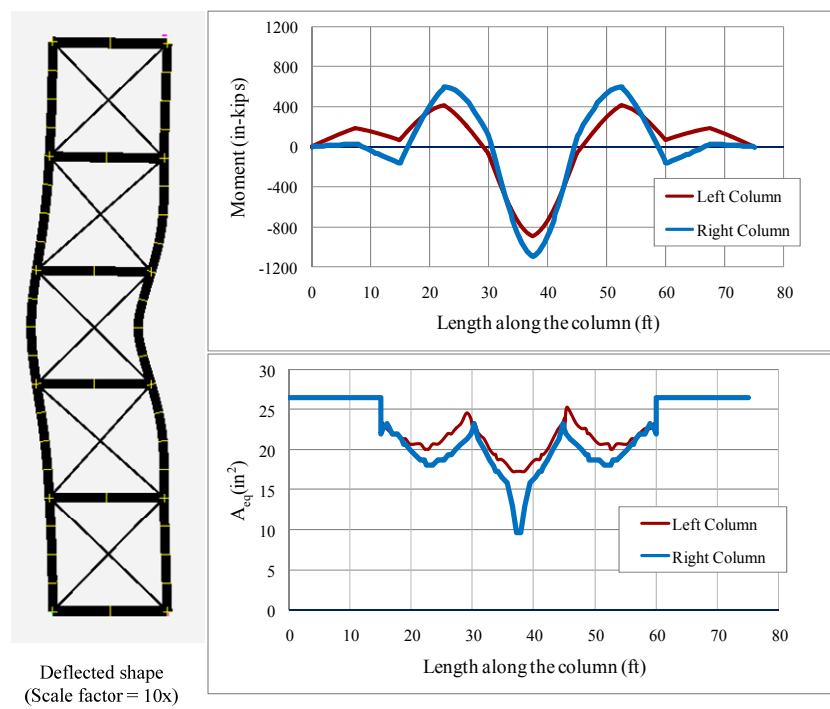 1200
800
400
0
-400
-800
-1200
Moment (in-kips)
Left Column
Right Column
0 10 20 30 40 50 60 70 80
Length along the column (ft)
30
25
20
15
10
5
0
Aeq(in2)
Left Column
Right Column
0 10 20 30 40 50 60 70 80
Length along the column (ft)
Deflected shape
(Scale factor = 10x)